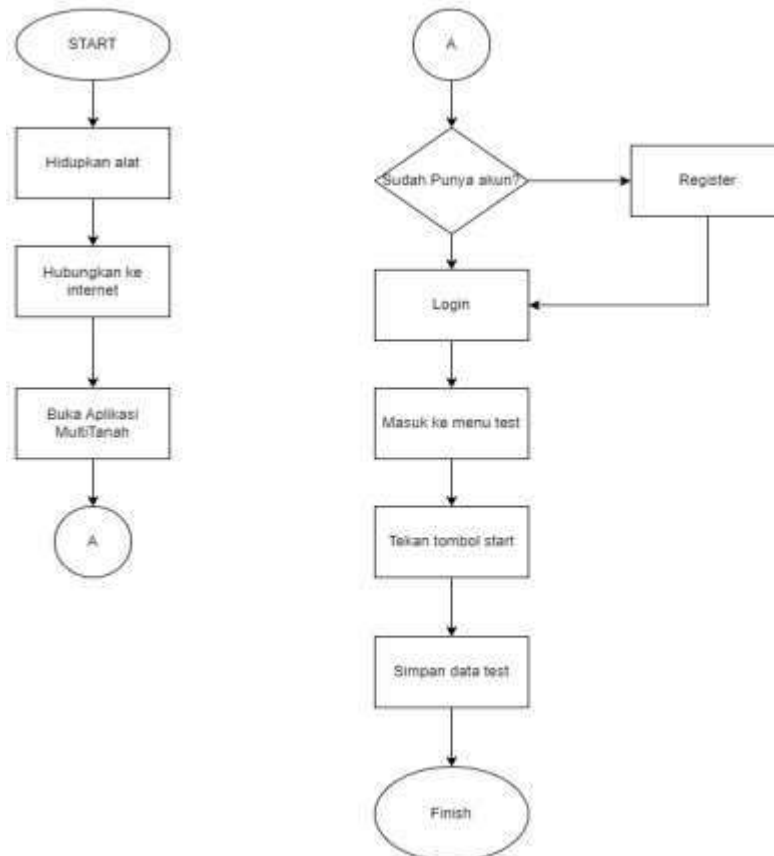 START
Hidupkan alat
Hubungkan ke
internet
Buka Aplikasi
MultiTanah
A
A
Sudah Punya akun?
Register
Login
Masuk ke menu test
Tekan tombol start
Simpan data test
Finish